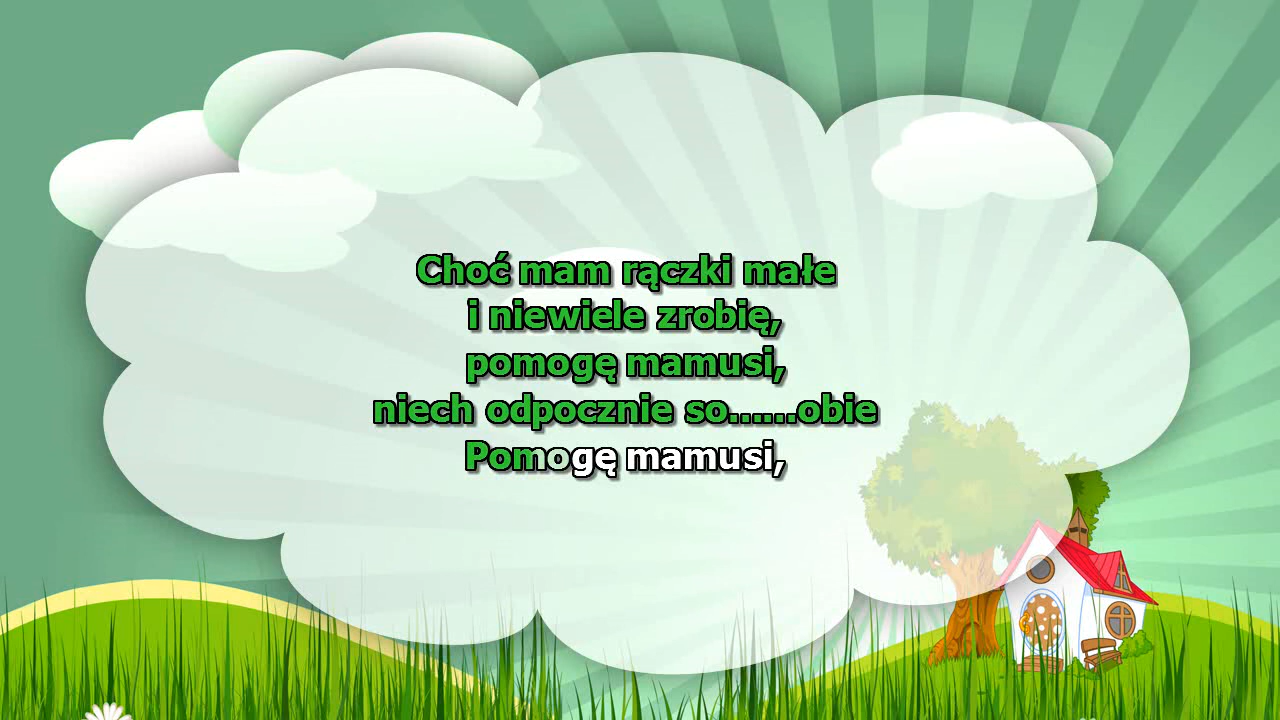 Choć mam rączki małe
i niewiele zrobię,
pomogę mamusi,
niech odpocznie so......obie
Pomogę mamusi,